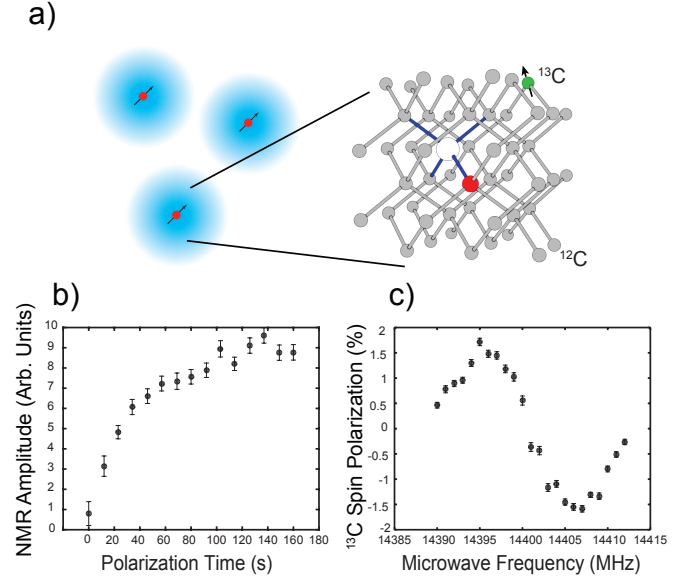 a)
13C
12C
b)
NMR Amplitude (Arb. Units)
10
9
8
7
6
5
4
3
2
1
0
0 20 40 60 80 100 120 140 160 180
Polarization Time (s)
c)
13C Spin Polarization (%)
2
1.5
1
0.5
0
-0.5
-1
-1.5
-2
14385 14390 14395 14400 14405 14410 14415
Microwave Frequency (MHz)